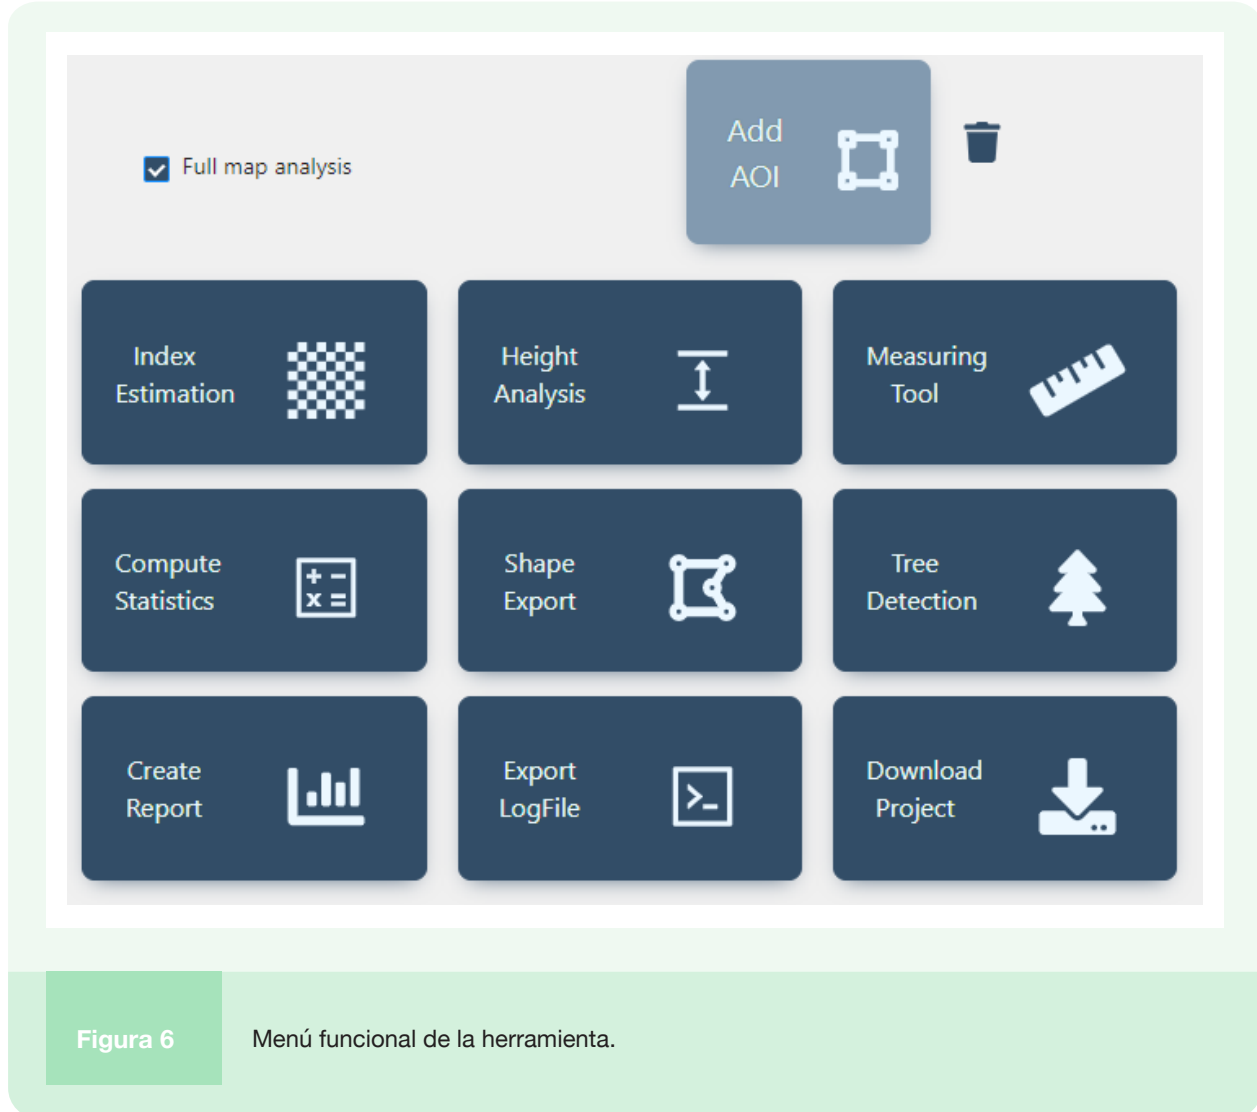 Full map analysis
Add
AOI
Index
Estimation
Height
Analysis
Measuring
Tool
Compute
Statistics
Shape
Export
Tree
Detection
Create
Report
Export
LogFile
Download
Project
Figura 6
Menú funcional de la herramienta.